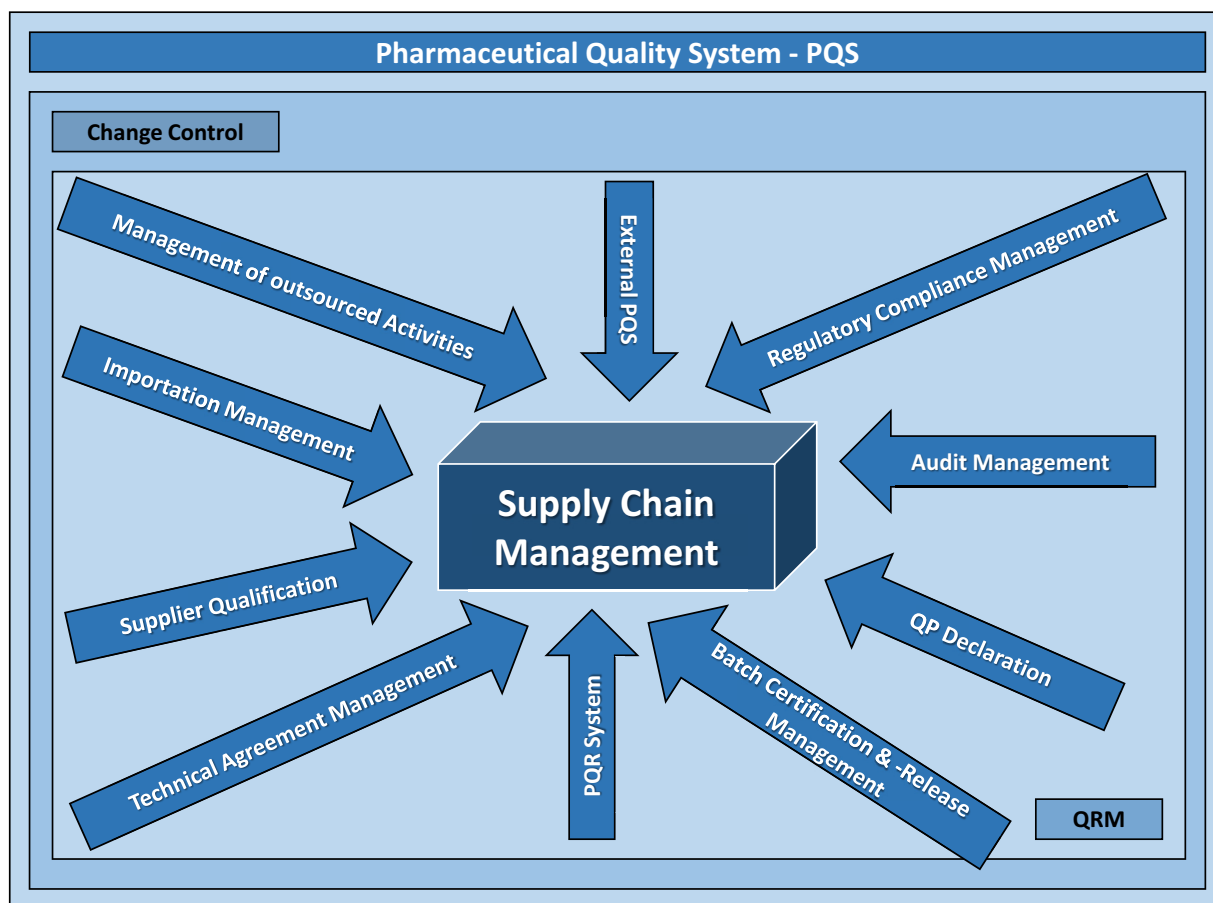 Pharmaceutical Quality System - PQS
Change Control
Management of outsourced Activities
External PQS
Regulatory Compliance Management
Importation Management
Audit Management
Supply Chain
Management
Supplier Qualification
QP Declaration
Technical Agreement Management
PQR System
Batch Certification & -Release
Management
QRM